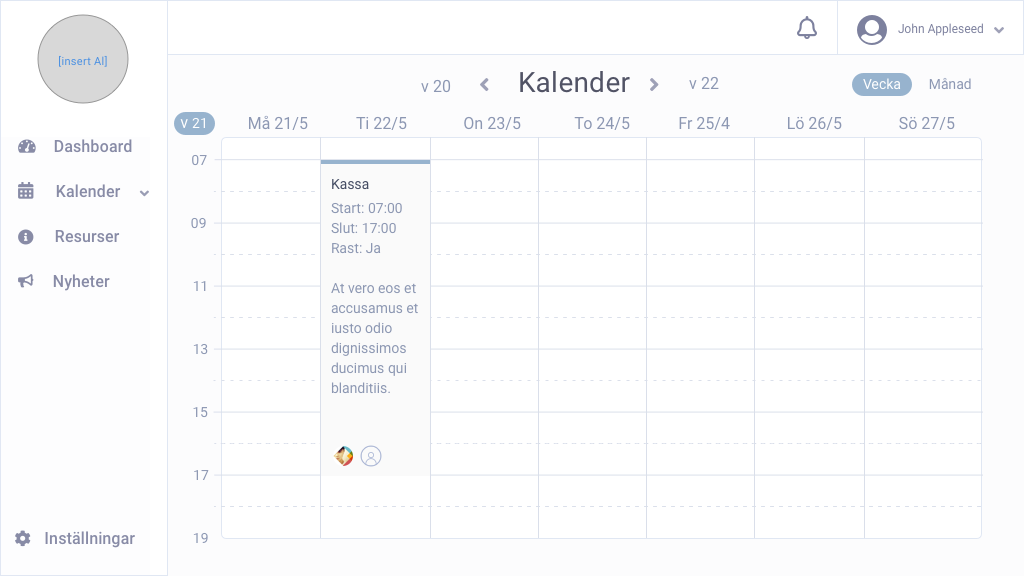 [insert AI]
John Appleseed
v 20
Kalender
v 22
Vecka
Månad
v 21
Må 21/5
Ti 22/5
On 23/5
To 24/5
Fr 25/4
Lö 26/5
Sö 27/5
Dashboard
Kalender
Resurser
Nyheter
Inställningar
07
09
11
13
15
17
19
Kassa
Start: 07:00
Slut: 17:00
Rast: Ja
At vero eos et
accusamus et
iusto odio
dignissimos
ducimus qui
blanditiis.